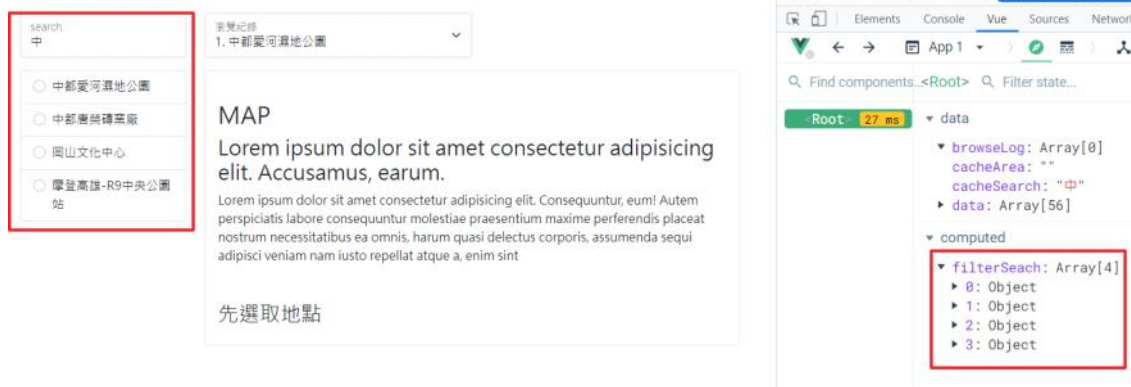 search
中
中都愛河濕地公園
中都唐榮磚窯廠
岡山文化中心
摩登高雄-R9中央公園
站
瀏覽紀錄
1. 中都愛河濕地公園
MAP
Lorem ipsum dolor sit amet consectetur adipisicing
elit. Accusamus, earum.
Lorem ipsum dolor sit amet consectetur adipisicing elit. Consequuntur, eum! Autem
perspiciatis labore consequuntur molestiae praesentium maxime perferendis placeat
nostrum necessitatibus ea omnis, harum quasi delectus corporis, assumenda sequi
adipisci veniam nam iusto repellat atque a, enim sint
先選取地點
Elements Console Vue Sources Network
App 1
Find components... <Root> Filter state...
<Root> 27 ms
data
browseLog: Array[0]
cacheArea: ""
cacheSearch: "中"
data: Array[56]
computed
filterSeach: Array[4]
0: Object
1: Object
2: Object
3: Object